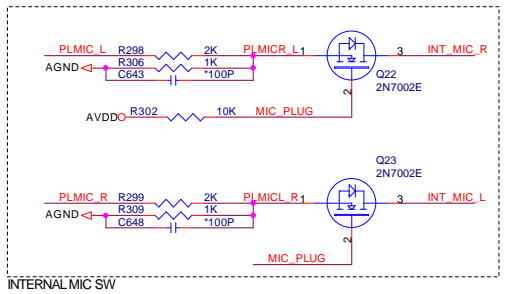 PLMIC_L R298 2K PLMICR_L 1 3 INT_MIC_R
R306 1K
AGND
C643 *100P
Q22
2N7002E
2
AVDD R302 10K MIC_PLUG
Q23
2N7002E
PLMIC_R R299 2K PLMICL_R 1 3 INT_MIC_L
R309 1K
AGND
C648 *100P
2
MIC_PLUG
INTERNAL MIC SW